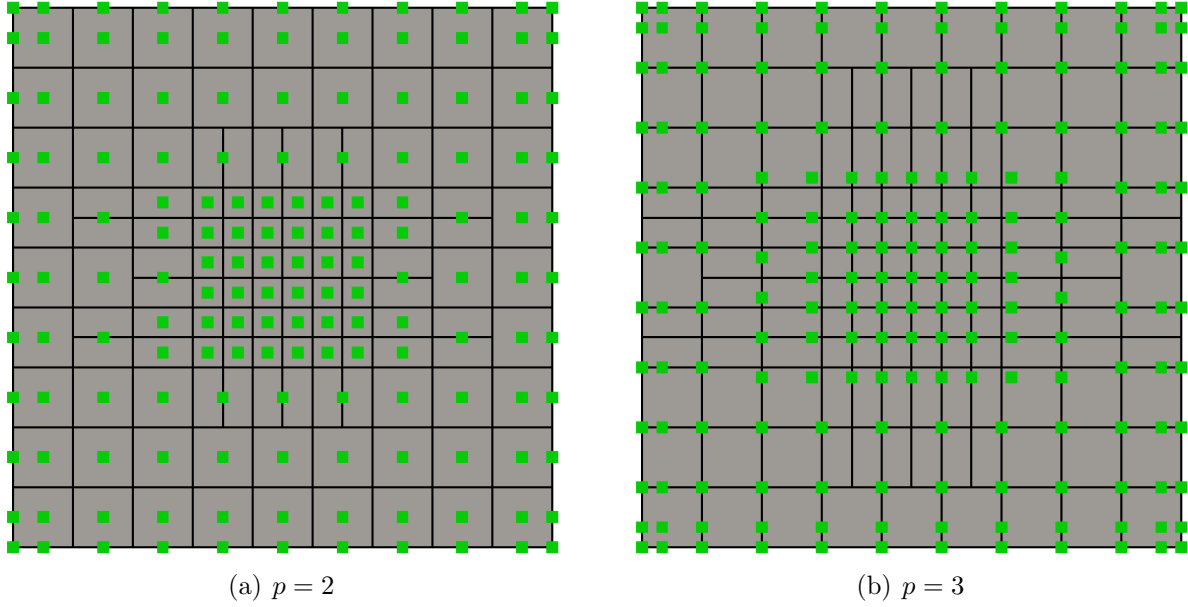 (a) p = 2
(b) p = 3